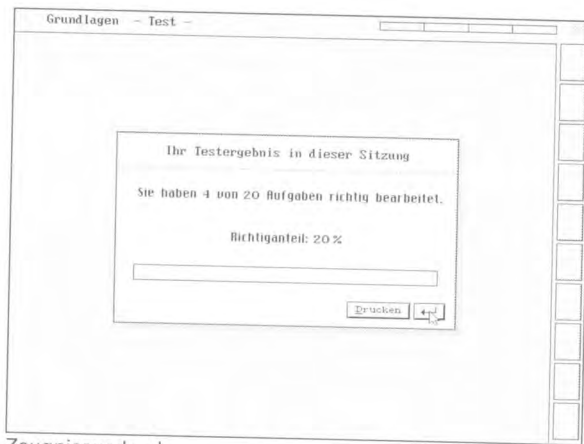 Grundlagen - Test -
Ihr Testergebnis in dieser Sitzung
Sie haben 4 von 20 Aufgaben richtig bearbeitet.
Richtiganteil: 20 %
Drucken